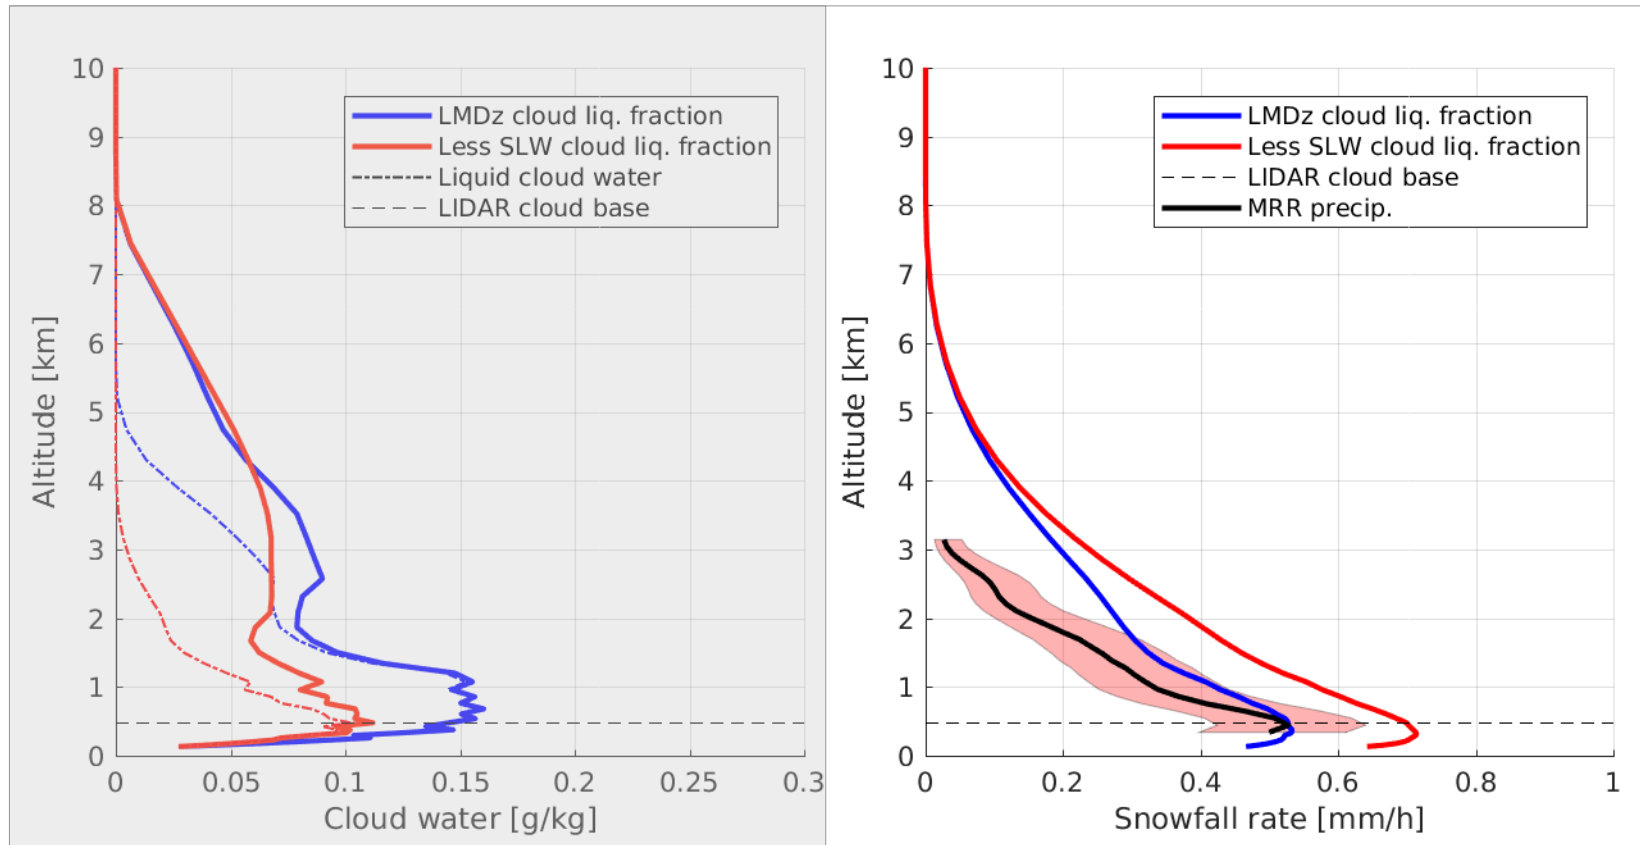 10
9
8
7
6
5
4
3
2
1
0
Altitude [km]
LMDz cloud liq. fraction
Less SLW cloud liq. fraction
Liquid cloud water
LIDAR cloud base
0 0.05 0.1 0.15 0.2 0.25 0.3
Cloud water [g/kg]
10
9
8
7
6
5
4
3
2
1
0
Altitude [km]
LMDz cloud liq. fraction
Less SLW cloud liq. fraction
LIDAR cloud base
MRR precip.
0 0.2 0.4 0.6 0.8 1
Snowfall rate [mm/h]